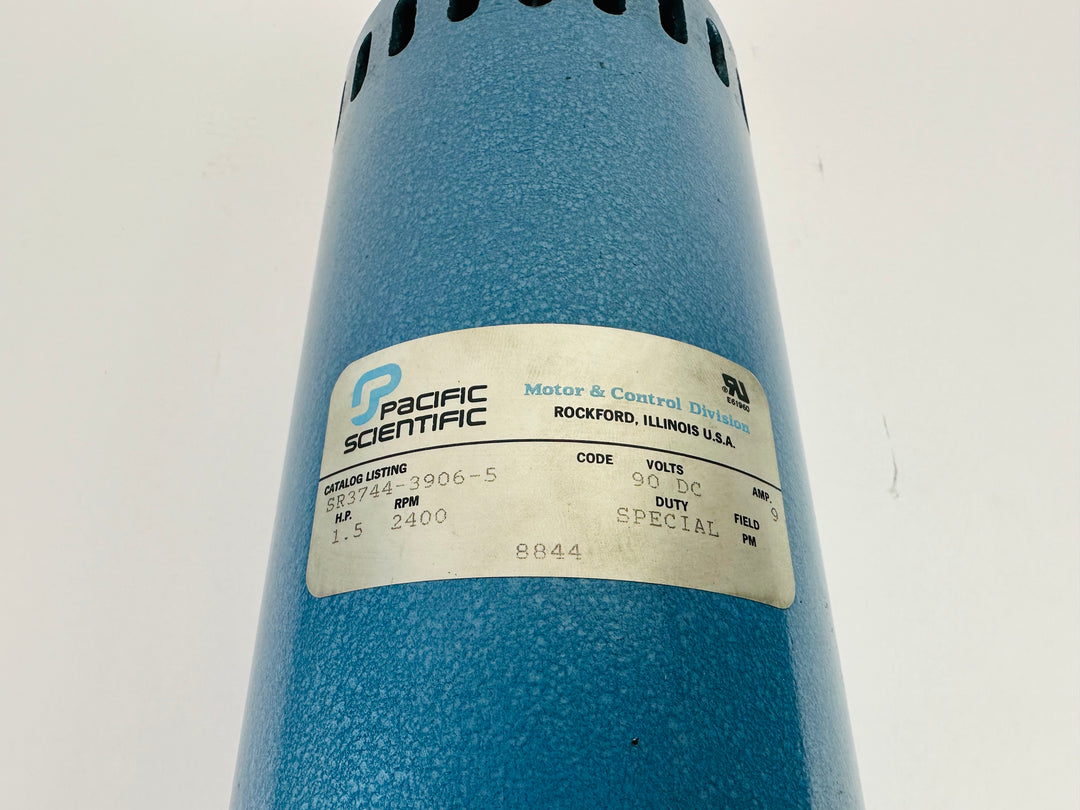 PACIFIC
SCIENTIFIC
Motor & Control Division
ROCKFORD, ILLINOIS U.S.A.
®
E61960
CATALOG LISTING
SR3744-3906-5
CODE
VOLTS
90 DC
AMP.
9
H.P.
1.5
RPM
2400
DUTY
SPECIAL
FIELD
PM
8844